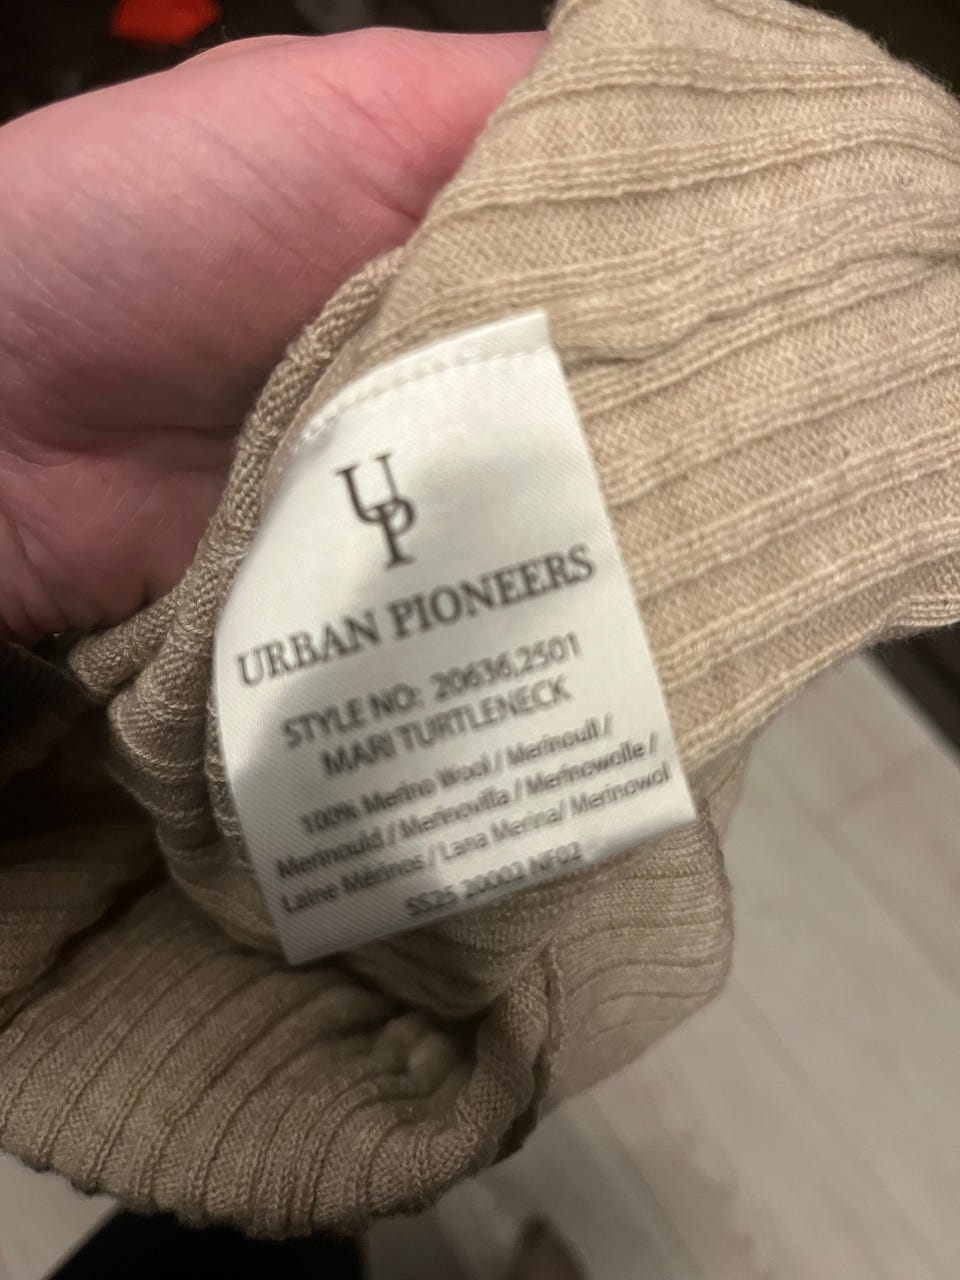 UP
URBAN PIONEERS
STYLE NO: 20636,2501
MARI TURTLENECK
100% Merino Wool / Merinoull /
Merinould / Merinovilla / Merinowolle /
Laine Mérinos / Lana Merina/ Merinowol
SS25 20002 NF02